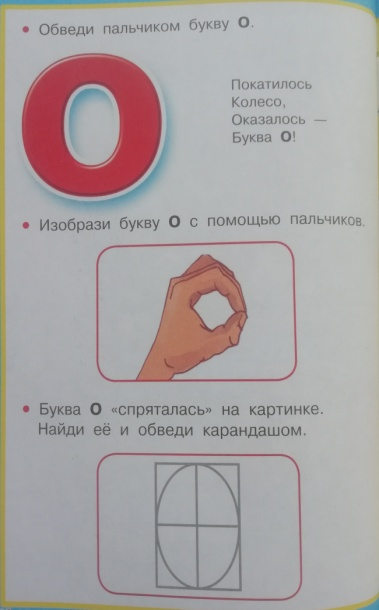 • Обведи пальчиком букву О.
О
Покатилось
Колесо,
Оказалось —
Буква О!
• Изобрази букву О с помощью пальчиков.
• Буква О «спряталась» на картинке.
Найди её и обведи карандашом.